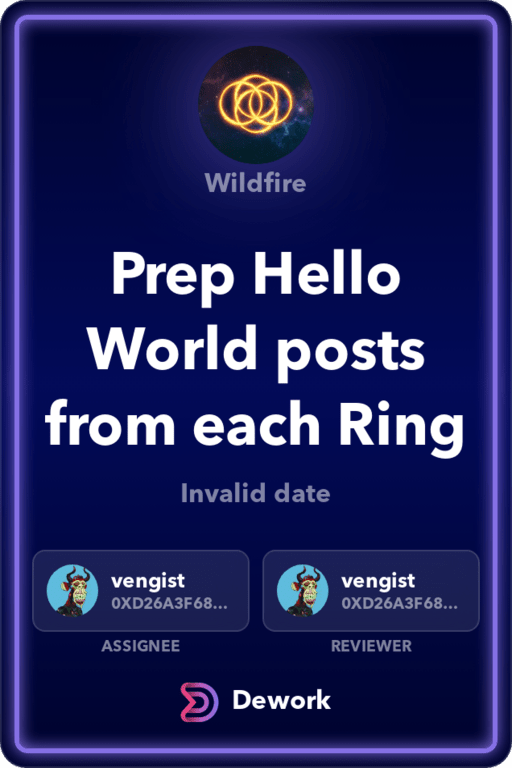 Wildfire
Prep Hello
World posts
from each Ring
Invalid date
vengist
0XD26A3F68...
ASSIGNEE
vengist
0XD26A3F68...
REVIEWER
Dework